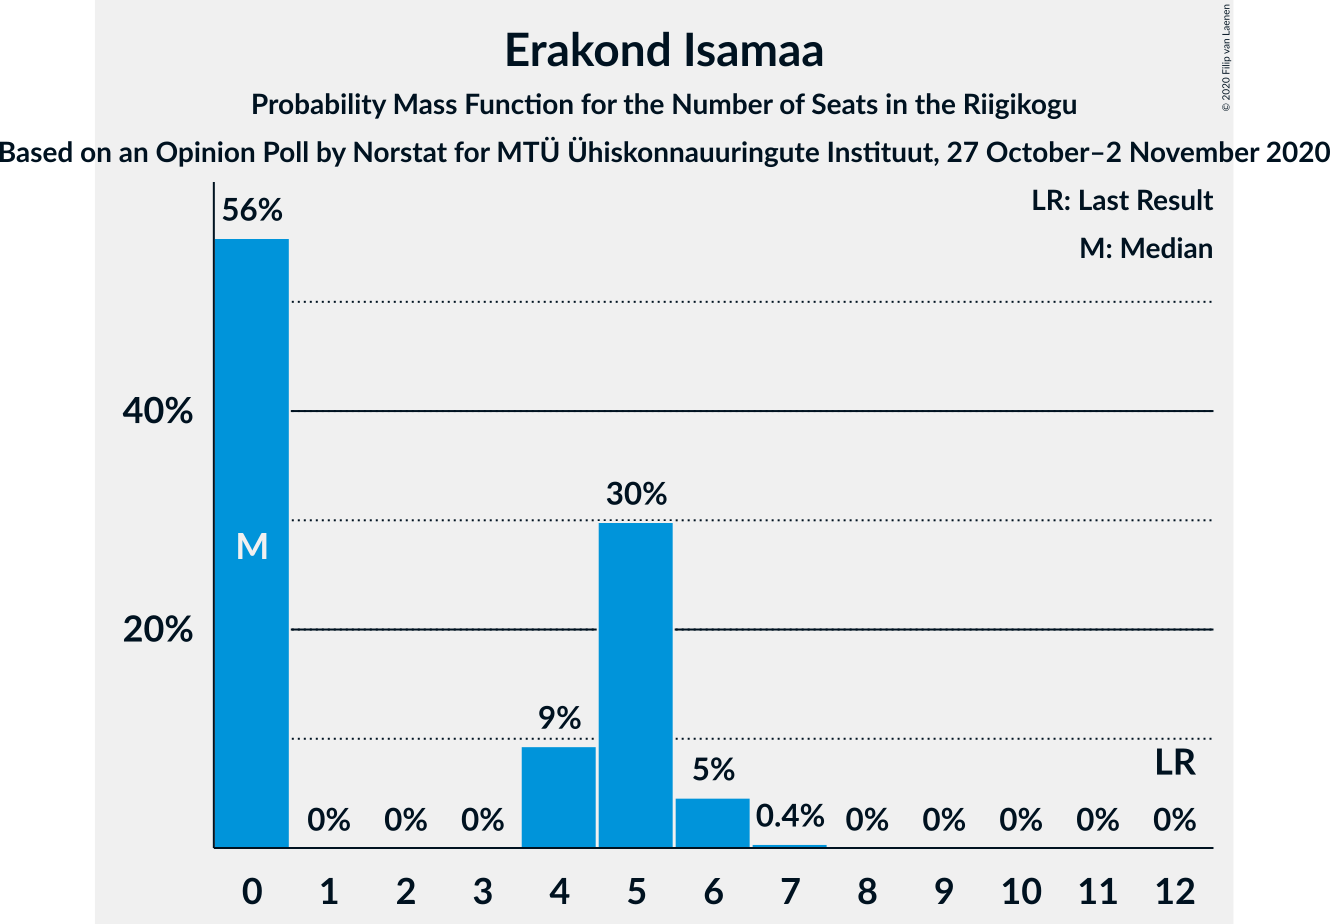 Erakond Isamaa
Probability Mass Function for the Number of Seats in the Riigikogu
Based on an Opinion Poll by Norstat for MTÜ Ühiskonnauuringute Instituut, 27 October–2 November 2020
© 2020 Filip van Laenen
LR: Last Result
M: Median
56%
40%
30%
M
20%
9%
5%
LR
0% 0% 0% 0.4% 0% 0% 0% 0% 0%
0 1 2 3 4 5 6 7 8 9 10 11 12